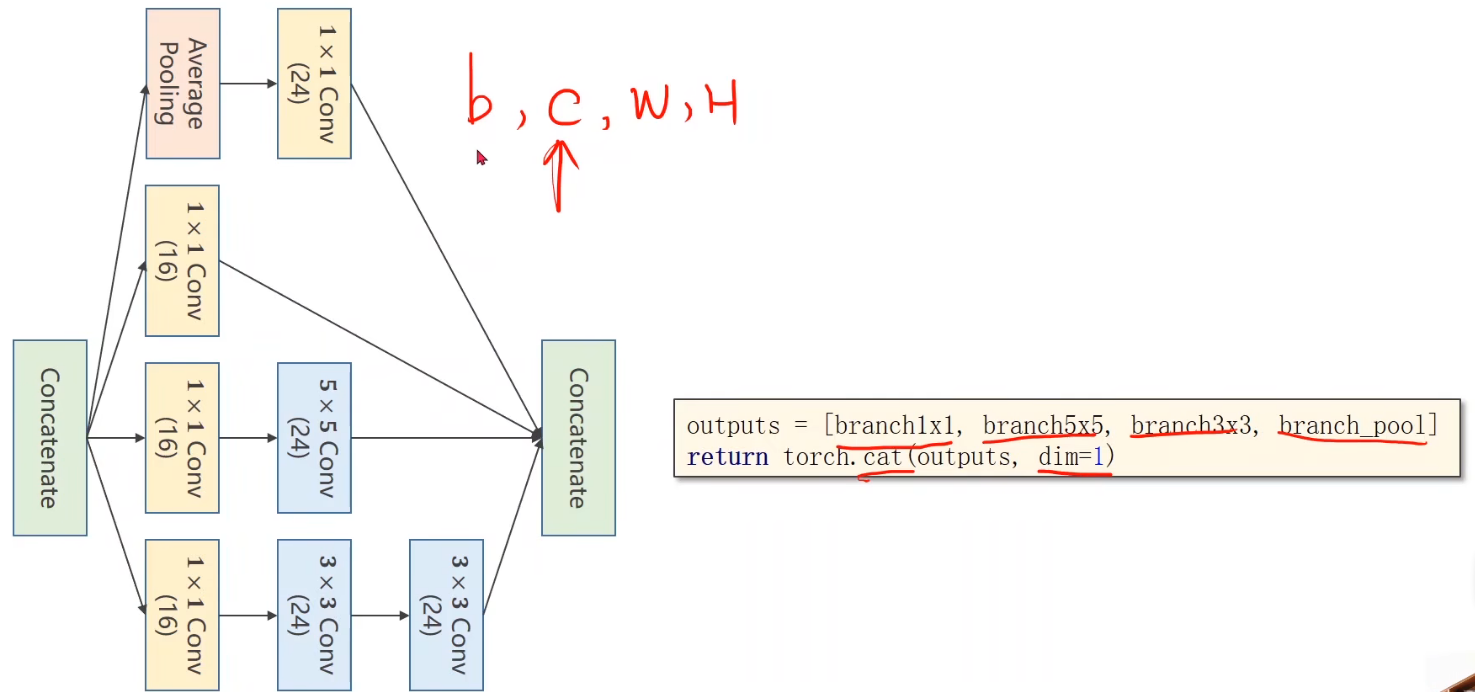 Average
Pooling
1 × 1 Conv
(24)
b, C, W, H
1 × 1 Conv
(16)
Concatenate
1 × 1 Conv
(16)
5 × 5 Conv
(24)
Concatenate
outputs = [branch1x1, branch5x5, branch3x3, branch_pool]
return torch.cat(outputs, dim=1)
1 × 1 Conv
(16)
3 × 3 Conv
(24)
3 × 3 Conv
(24)